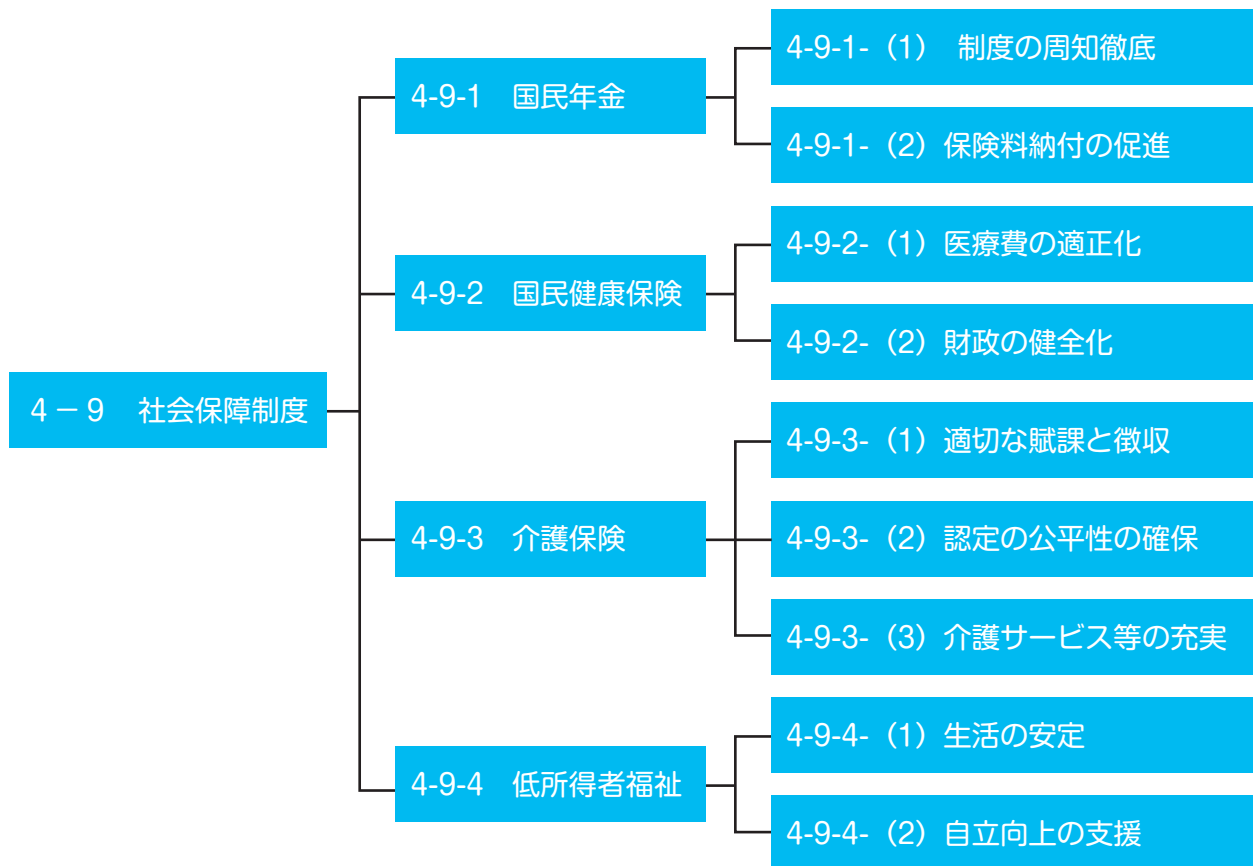 4－9　社会保障制度
4-9-1　国民年金
4-9-1-（1）　制度の周知徹底
4-9-1-（2）保険料納付の促進
4-9-2　国民健康保険
4-9-2-（1）医療費の適正化
4-9-2-（2）財政の健全化
4-9-3　介護保険
4-9-3-（1）適切な賦課と徴収
4-9-3-（2）認定の公平性の確保
4-9-3-（3）介護サービス等の充実
4-9-4　低所得者福祉
4-9-4-（1）生活の安定
4-9-4-（2）自立向上の支援